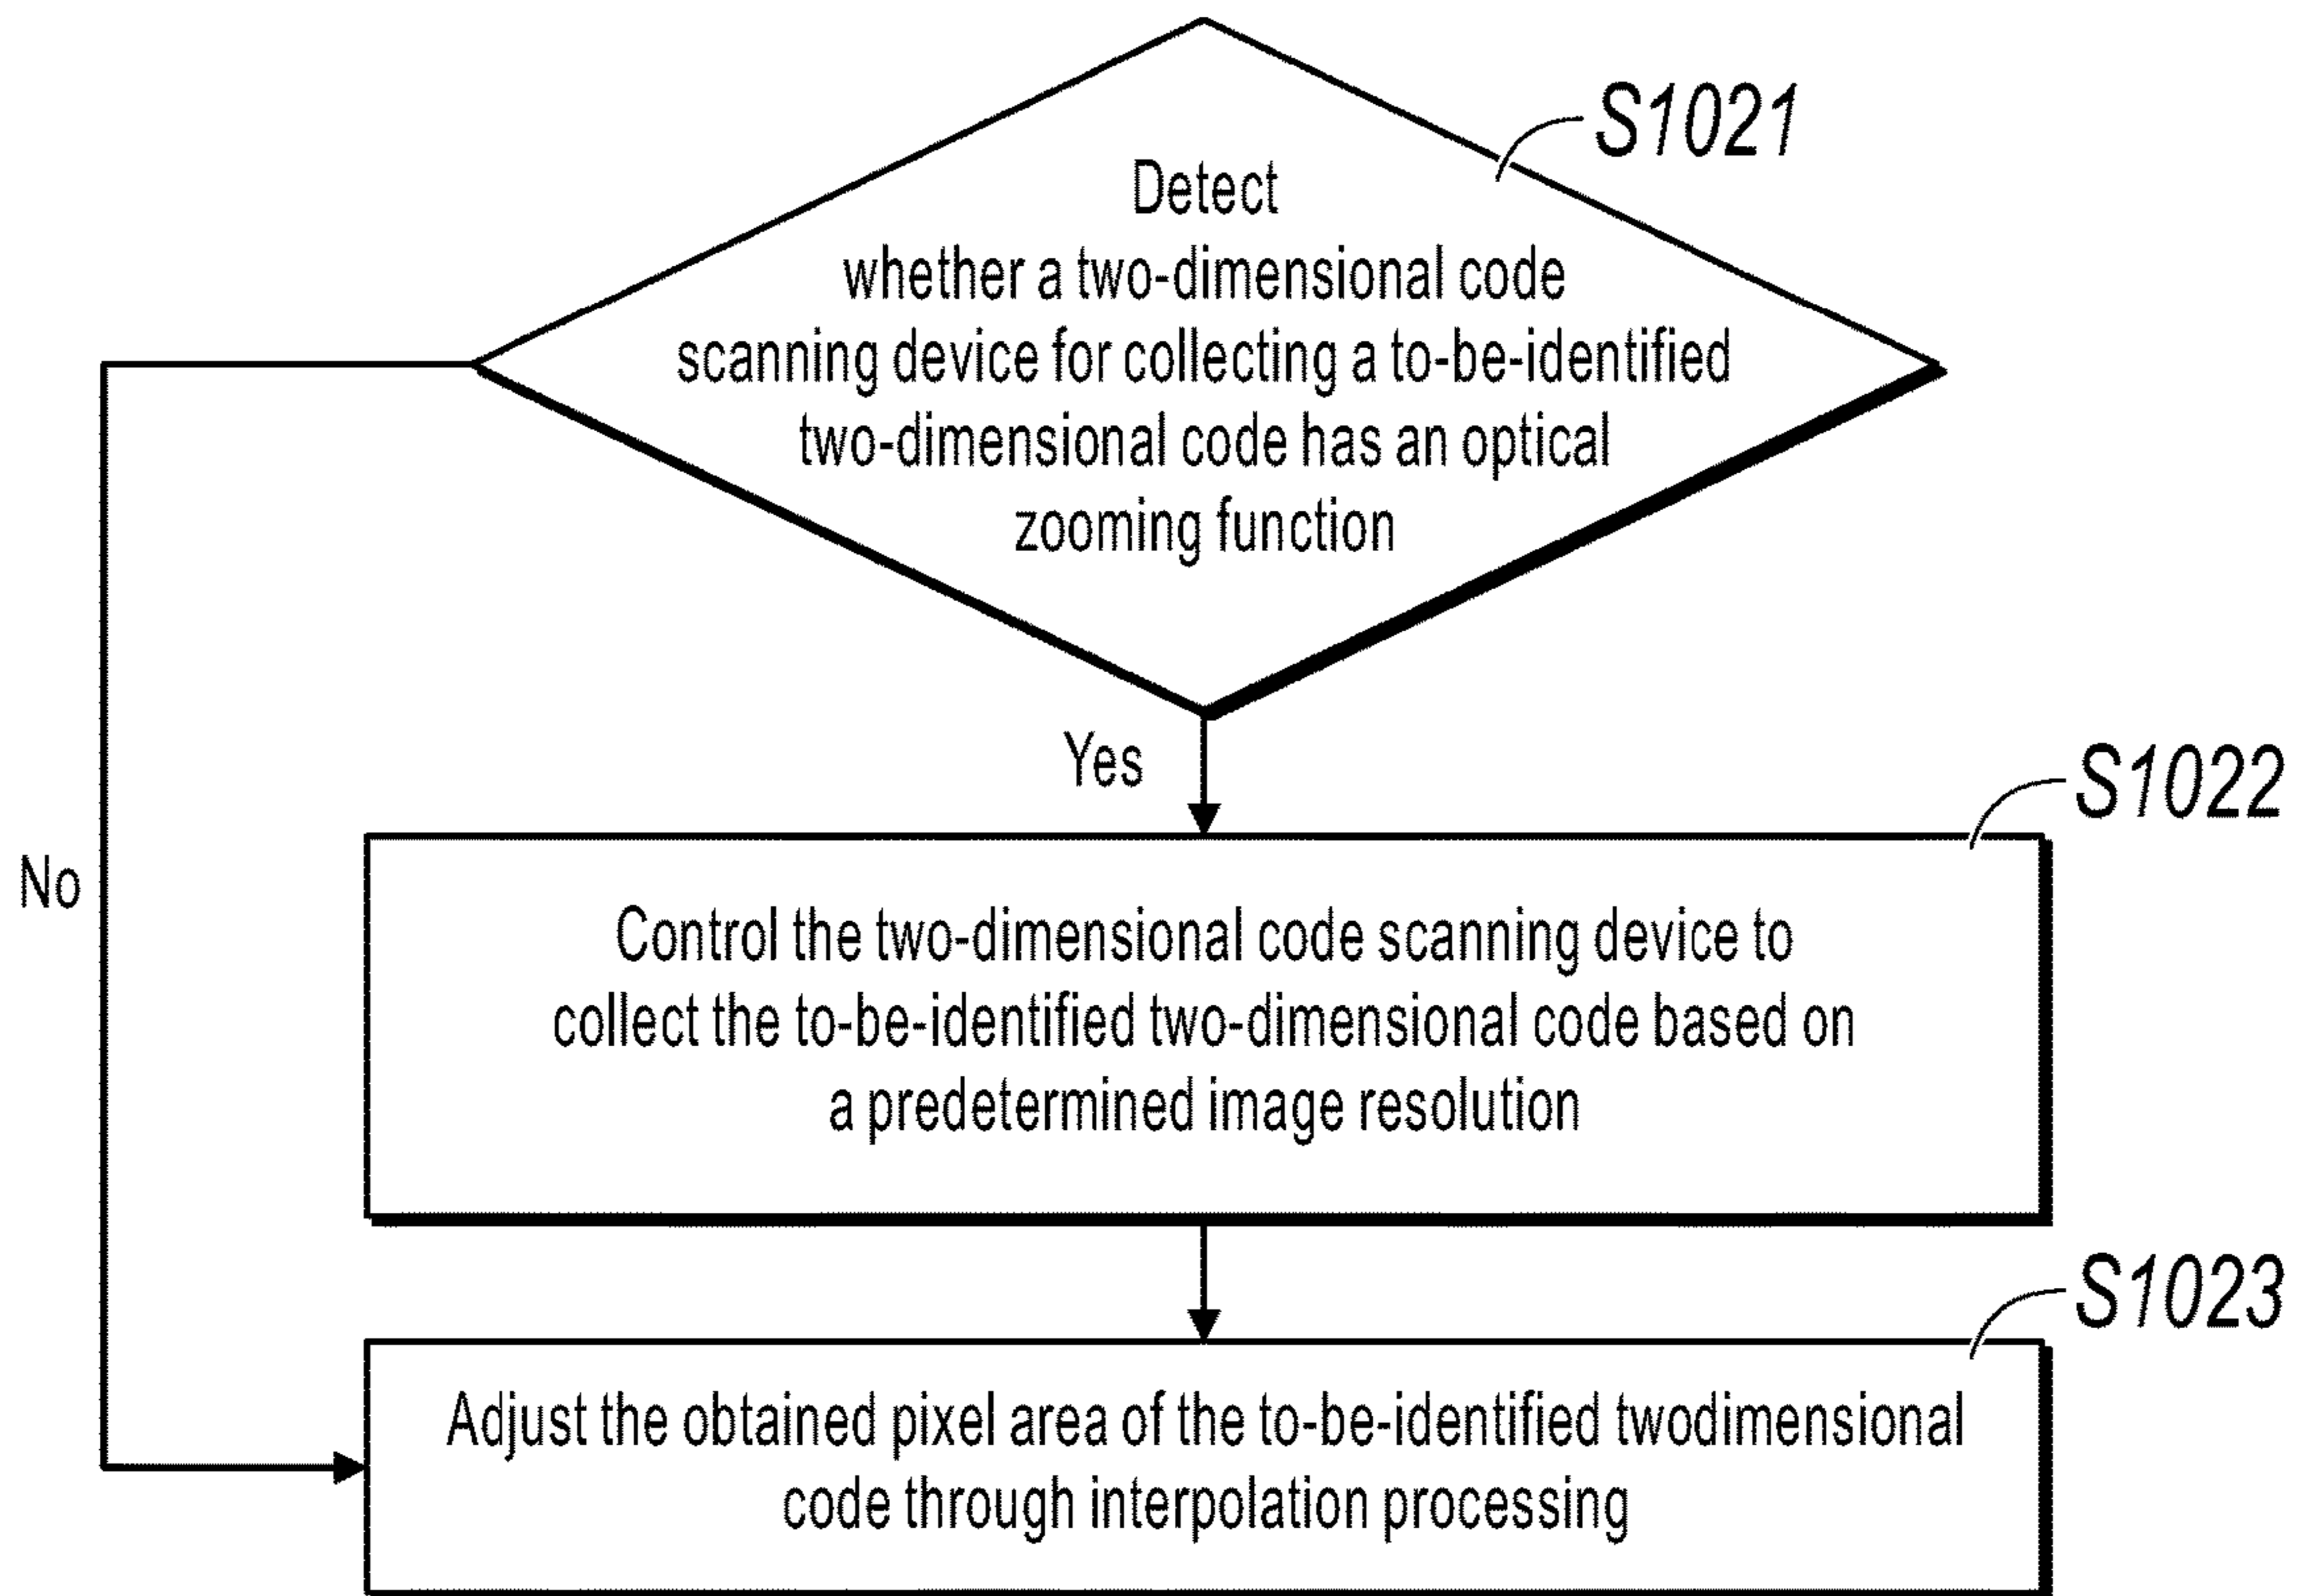 S1021
Detect
whether a two-dimensional code
scanning device for collecting a to-be-identified
two-dimensional code has an optical
zooming function
Yes
No
S1022
Control the two-dimensional code scanning device to
collect the to-be-identified two-dimensional code based on
a predetermined image resolution
S1023
Adjust the obtained pixel area of the to-be-identified twodimensional
code through interpolation processing